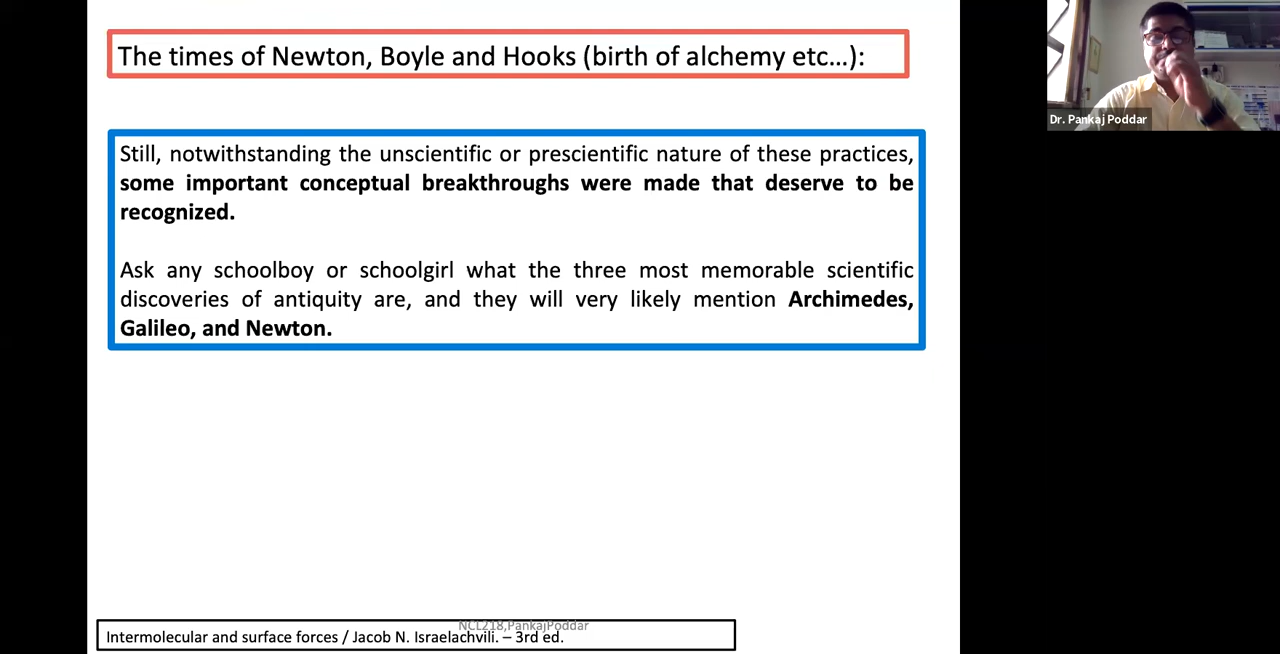 The times of Newton, Boyle and Hooks (birth of alchemy etc...):
Dr. Pankaj Poddar
Still, notwithstanding the unscientific or prescientific nature of these practices,
some important conceptual breakthroughs were made that deserve to be
recognized.
Ask any schoolboy or schoolgirl what the three most memorable scientific
discoveries of antiquity are, and they will very likely mention Archimedes,
Galileo, and Newton.
NCL218,PankajPoddar
Intermolecular and surface forces / Jacob N. Israelachvili. – 3rd ed.